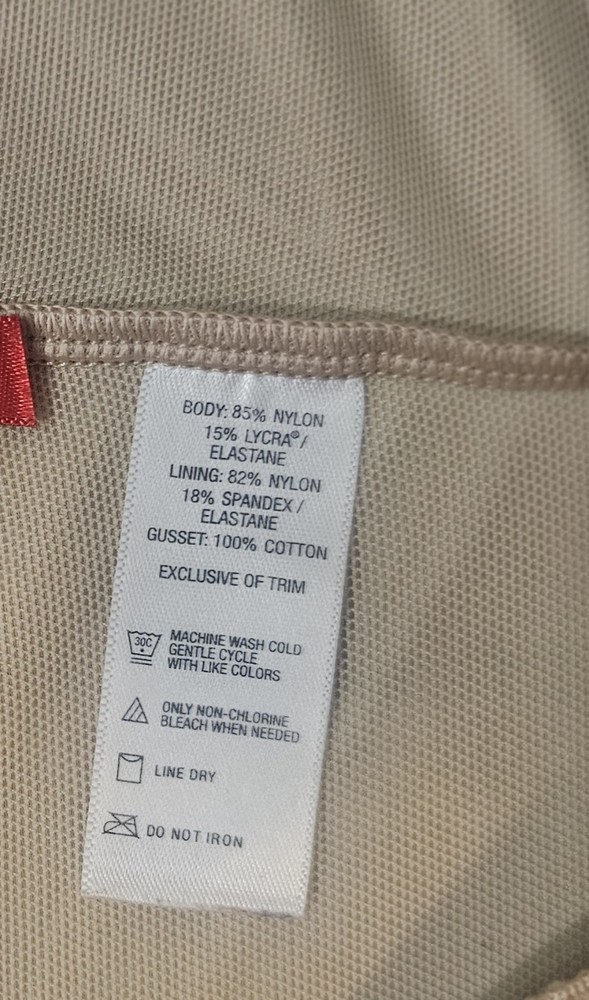 BODY: 85% NYLON
15% LYCRA®/
ELASTANE
LINING: 82% NYLON
18% SPANDEX /
ELASTANE
GUSSET: 100% COTTON
EXCLUSIVE OF TRIM
30C
MACHINE WASH COLD
GENTLE CYCLE
WITH LIKE COLORS
ONLY NON-CHLORINE
BLEACH WHEN NEEDED
LINE DRY
DO NOT IRON